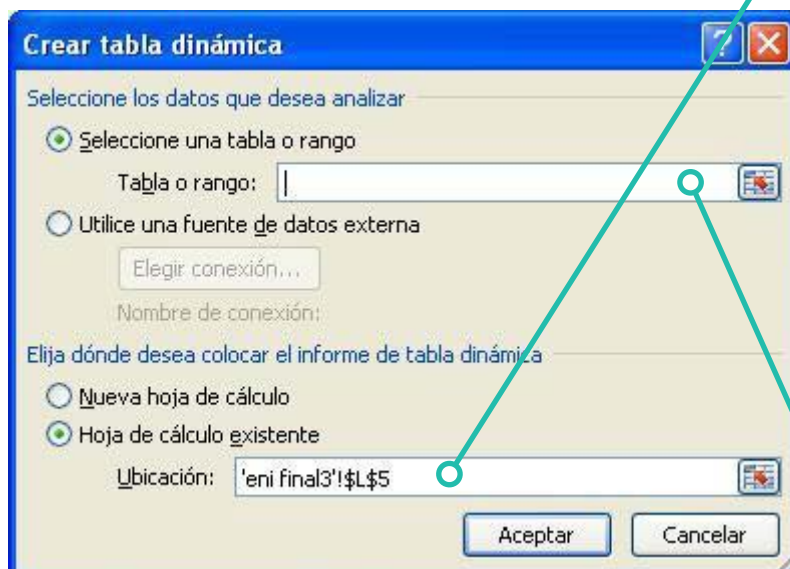 Crear tabla dinámica
Seleccione los datos que desea analizar
Seleccione una tabla o rango
Tabla o rango:
Utilice una fuente de datos externa
Elegir conexión...
Nombre de conexión:
Elija dónde desea colocar el informe de tabla dinámica
Nueva hoja de cálculo
Hoja de cálculo existente
Ubicación: 'eni final3'!$L$5
Aceptar Cancelar